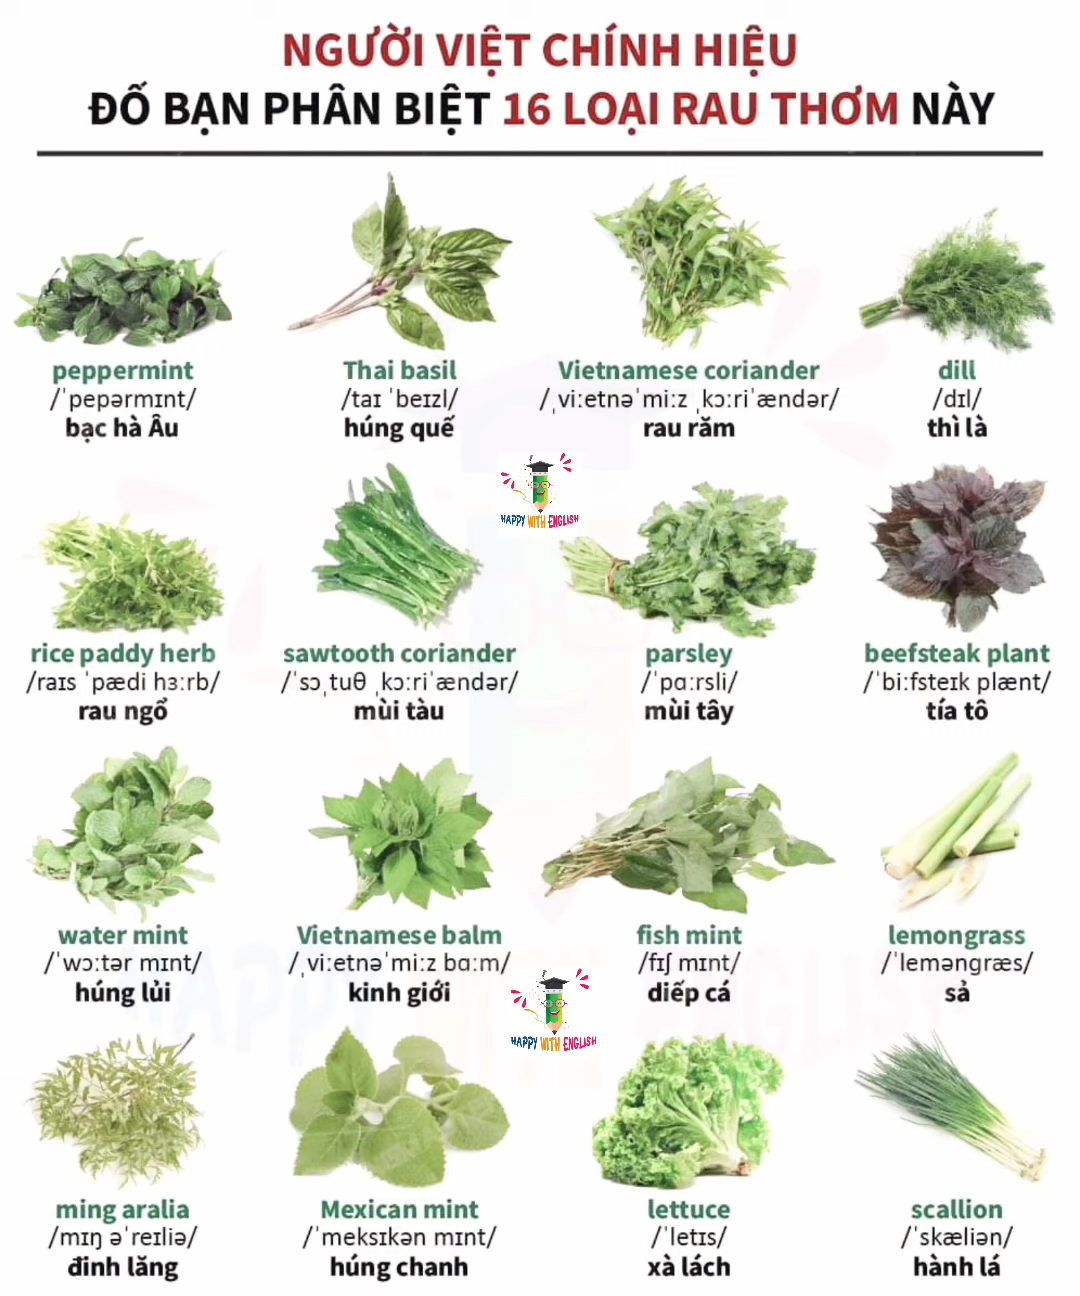 NGƯỜI VIỆT CHÍNH HIỆU
ĐỐ BẠN PHÂN BIỆT 16 LOẠI RAU THƠM NÀY
peppermint
/ˈpepərmɪnt/
bạc hà Âu
Thai basil
/taɪ ˈbeɪzl/
húng quế
Vietnamese coriander
/ˌviːetnəˈmiːz ˌkɔːriˈændər/
rau răm
dill
/dɪl/
thì là
HAPPY WITH ENGLISH
rice paddy herb
/raɪs ˈpædi hɜːrb/
rau ngổ
sawtooth coriander
/ˈsɔˌtuθ ˌkɔːriˈændər/
mùi tàu
parsley
/ˈpɑːrsli/
mùi tây
beefsteak plant
/ˈbiːfsteɪk plænt/
tía tô
water mint
/ˈwɔːtər mɪnt/
húng lủi
Vietnamese balm
/ˌviːetnəˈmiːz bɑːm/
kinh giới
fish mint
/fɪʃ mɪnt/
diếp cá
lemongrass
/ˈleməngræs/
sả
HAPPY WITH ENGLISH
ming aralia
/mɪŋ əˈreɪliə/
đinh lăng
Mexican mint
/ˈmeksɪkən mɪnt/
húng chanh
lettuce
/ˈletɪs/
xà lách
scallion
/ˈskæliən/
hành lá
HAPPY WITH ENGLISH